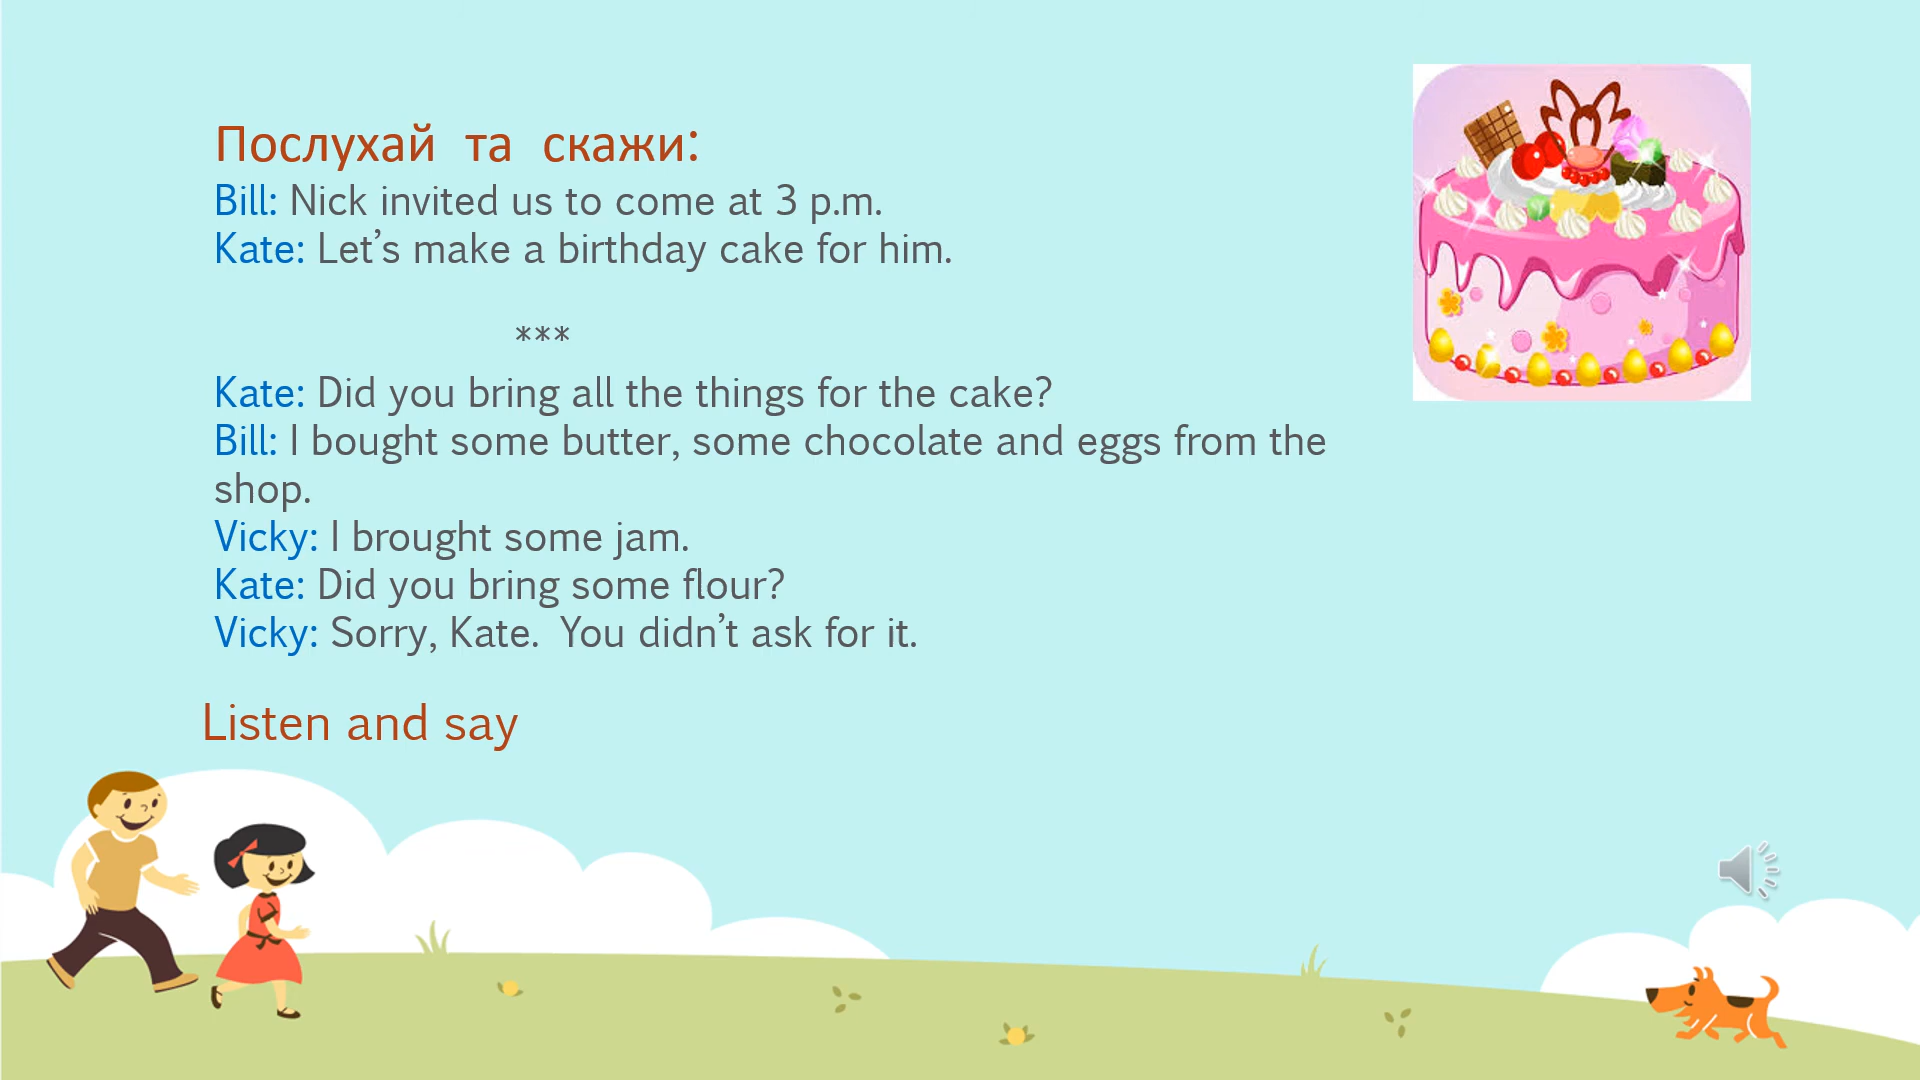 Послухай та скажи:
Bill: Nick invited us to come at 3 p.m.
Kate: Let’s make a birthday cake for him.
***
Kate: Did you bring all the things for the cake?
Bill: I bought some butter, some chocolate and eggs from the
shop.
Vicky: I brought some jam.
Kate: Did you bring some flour?
Vicky: Sorry, Kate.  You didn’t ask for it.
Listen and say